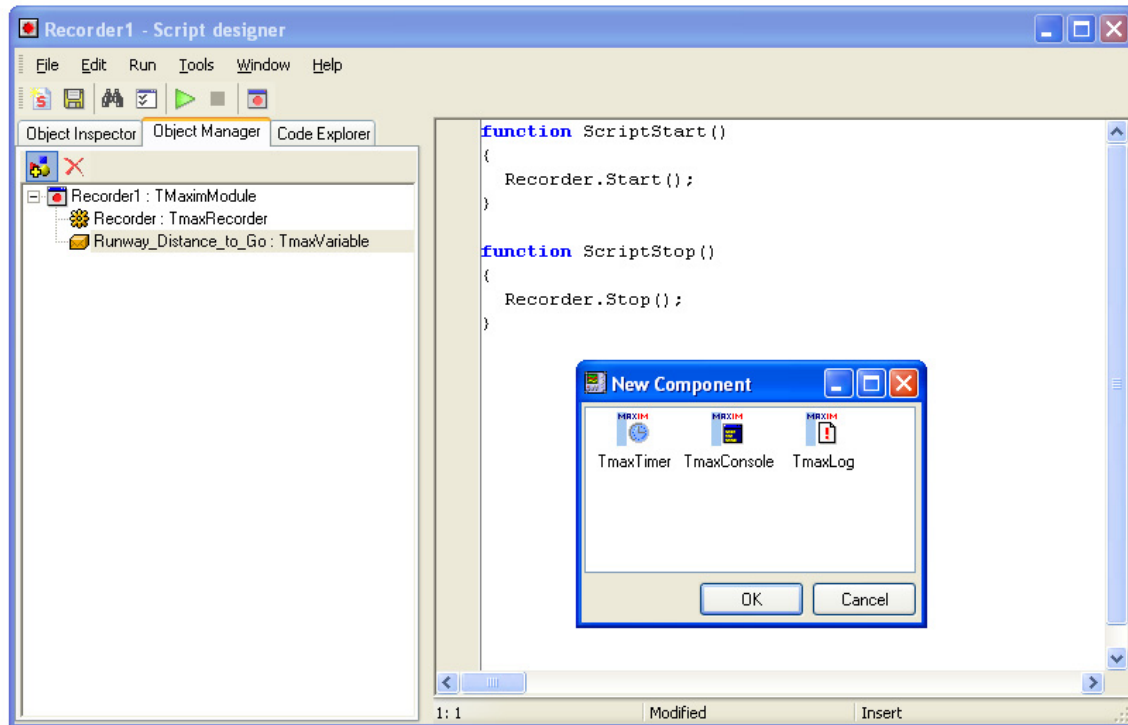 Recorder1 - Script designer
File Edit Run Tools Window Help
Object Inspector Object Manager Code Explorer
Recorder1 : TMaximModule
Recorder : TmaxRecorder
Runway_Distance_to_Go : TmaxVariable
function ScriptStart()
{
Recorder.Start();
}
function ScriptStop()
{
Recorder.Stop();
}
New Component
MAXIM MAXIM MAXIM
TmaxTimer TmaxConsole TmaxLog
OK Cancel
1: 1 Modified Insert